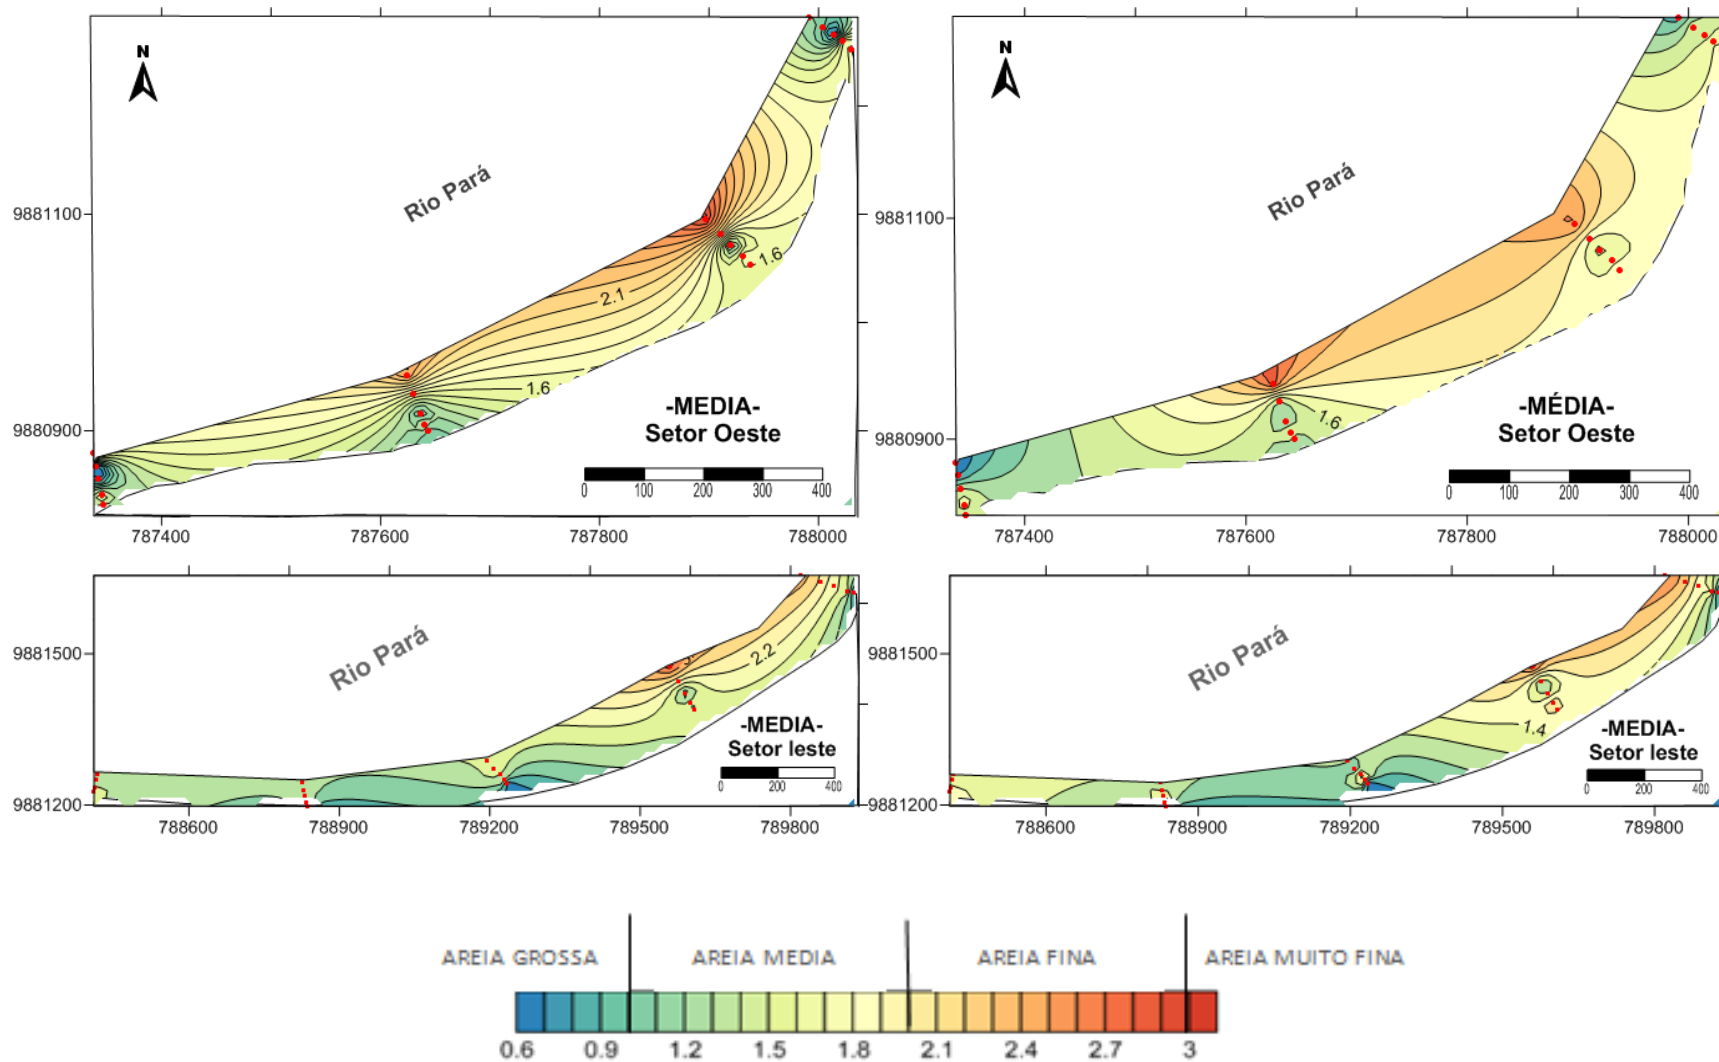 N
Rio Pará
9881100
2.1
1.6
1.6
-MEDIA-
Setor Oeste
9880900
0 100 200 300 400
787400 787600 787800 788000
N
Rio Pará
9881100
1.6
-MÉDIA-
Setor Oeste
9880900
0 100 200 300 400
787400 787600 787800 788000
Rio Pará
9881500
2.2
-MEDIA-
Setor leste
0 200 400
9881200
788600 788900 789200 789500 789800
Rio Pará
9881500
1.4
-MEDIA-
Setor leste
0 200 400
9881200
788600 788900 789200 789500 789800
AREIA GROSSA AREIA MEDIA AREIA FINA AREIA MUITO FINA
0.6 0.9 1.2 1.5 1.8 2.1 2.4 2.7 3